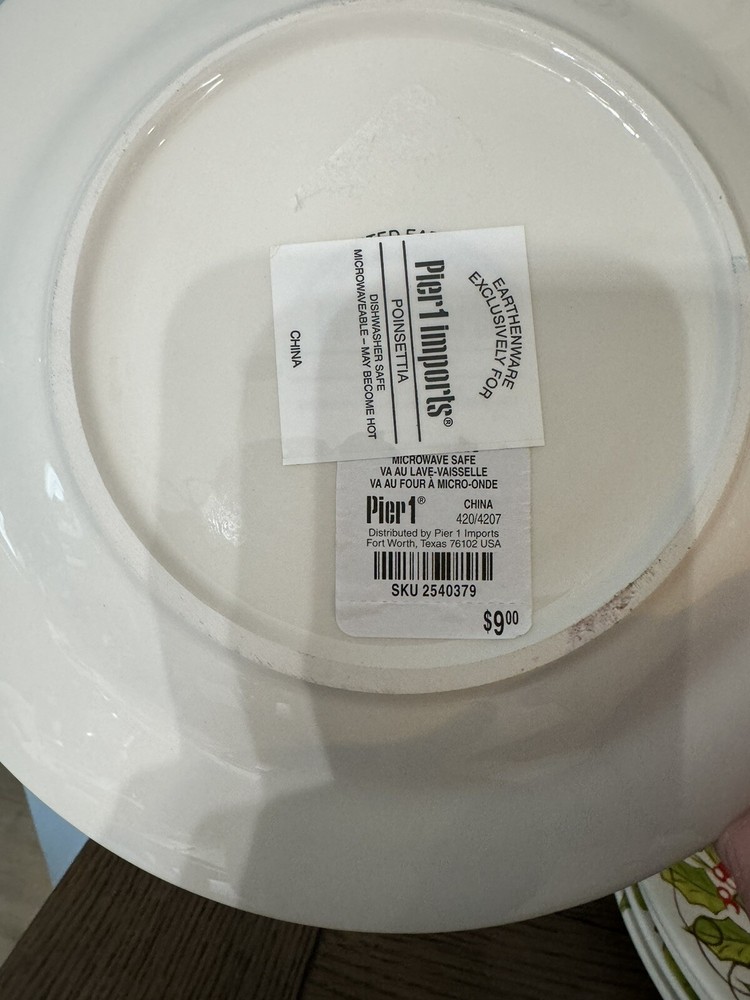 EARTHENWARE
EXCLUSIVELY FOR
Pier1 imports®
POINSETTIA
DISHWASHER SAFE
MICROWAVEABLE – MAY BECOME HOT
CHINA
MICROWAVE SAFE
VA AU LAVE-VAISSELLE
VA AU FOUR À MICRO-ONDE
Pier1® CHINA
420/4207
Distributed by Pier 1 Imports
Fort Worth, Texas 76102 USA
SKU 2540379
$9.00